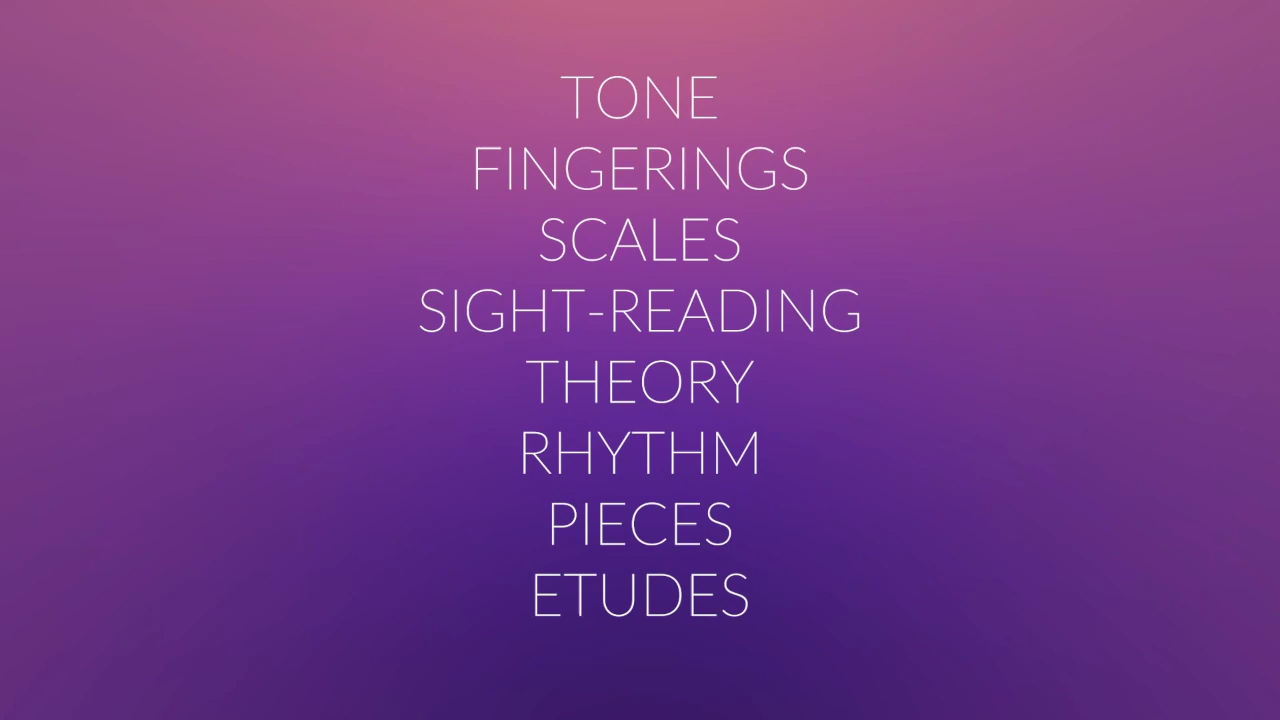 TONE
FINGERINGS
SCALES
SIGHT-READING
THEORY
RHYTHM
PIECES
ETUDES